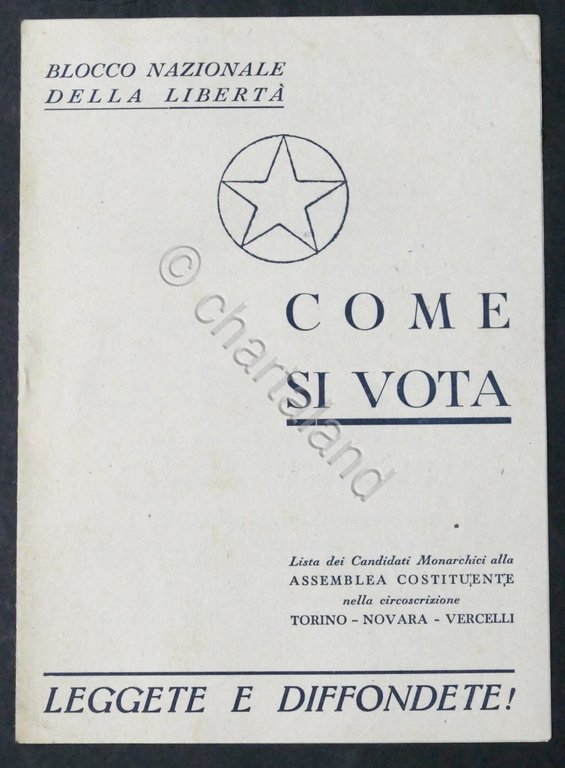 BLOCCO NAZIONALE
DELLA LIBERTÀ
COME
SI VOTA
© chartaland
Lista dei Candidati Monarchici alla
ASSEMBLEA COSTITUENTE
nella circoscrizione
TORINO - NOVARA - VERCELLI
LEGGETE E DIFFONDETE!